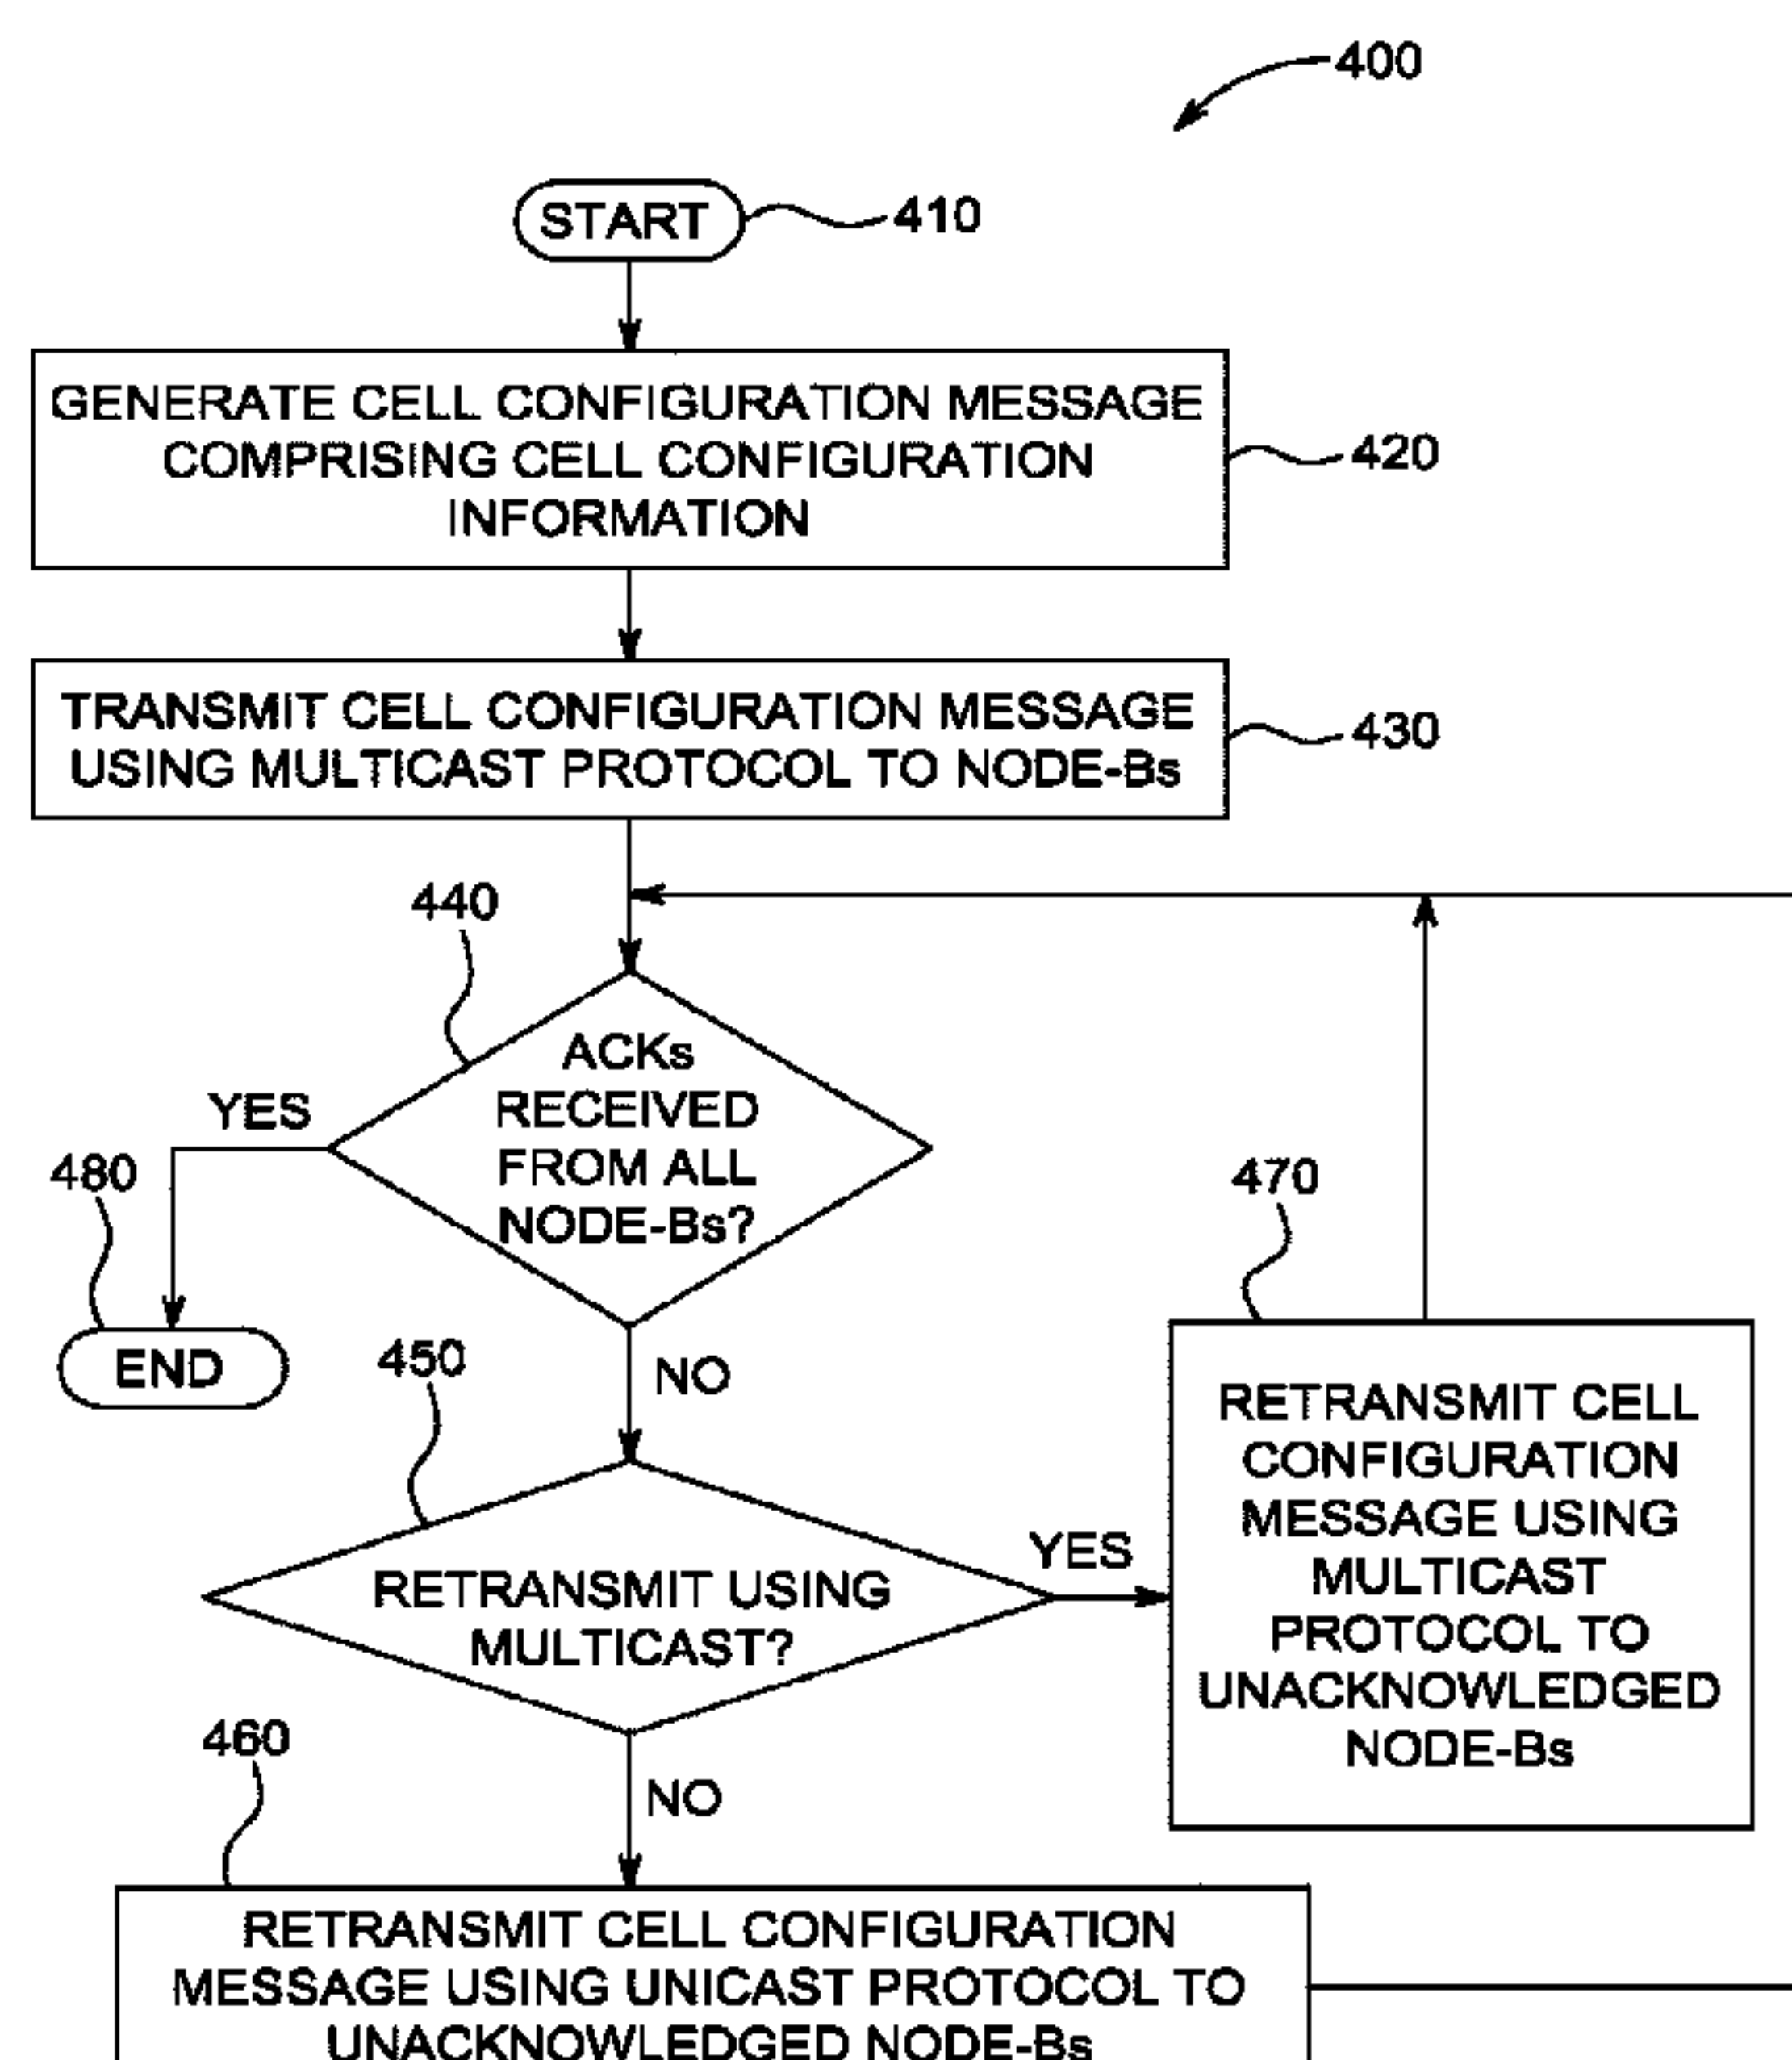 400
START
410
GENERATE CELL CONFIGURATION MESSAGE
COMPRISING CELL CONFIGURATION
INFORMATION
420
TRANSMIT CELL CONFIGURATION MESSAGE
USING MULTICAST PROTOCOL TO NODE-Bs
430
440
ACKs
RECEIVED
FROM ALL
NODE-Bs?
YES
480
END
NO
450
RETRANSMIT USING
MULTICAST?
YES
470
RETRANSMIT CELL
CONFIGURATION
MESSAGE USING
MULTICAST
PROTOCOL TO
UNACKNOWLEDGED
NODE-Bs
NO
460
RETRANSMIT CELL CONFIGURATION
MESSAGE USING UNICAST PROTOCOL TO
UNACKNOWLEDGED NODE-Bs